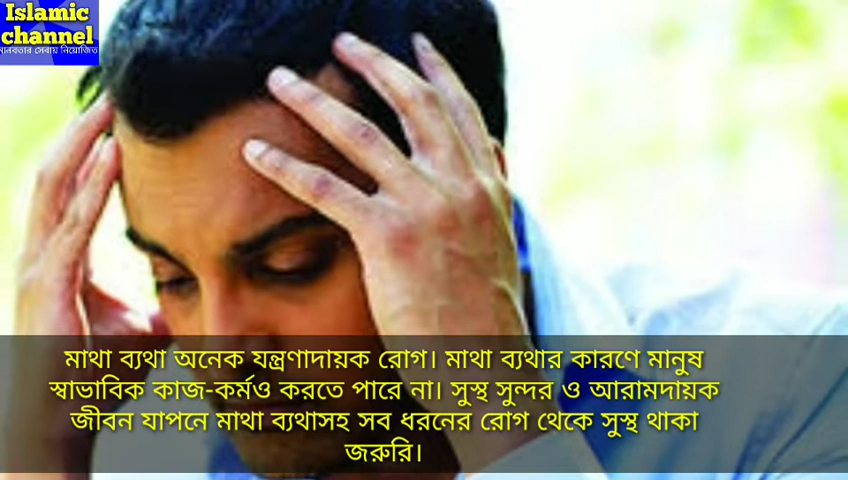 Islamic
channel
মানবতার সেবায় নিয়োজিত
মাথা ব্যথা অনেক যন্ত্রণাদায়ক রোগ। মাথা ব্যথার কারণে মানুষ
স্বাভাবিক কাজ-কর্মও করতে পারে না। সুস্থ সুন্দর ও আরামদায়ক
জীবন যাপনে মাথা ব্যথাসহ সব ধরনের রোগ থেকে সুস্থ থাকা
জরুরি।